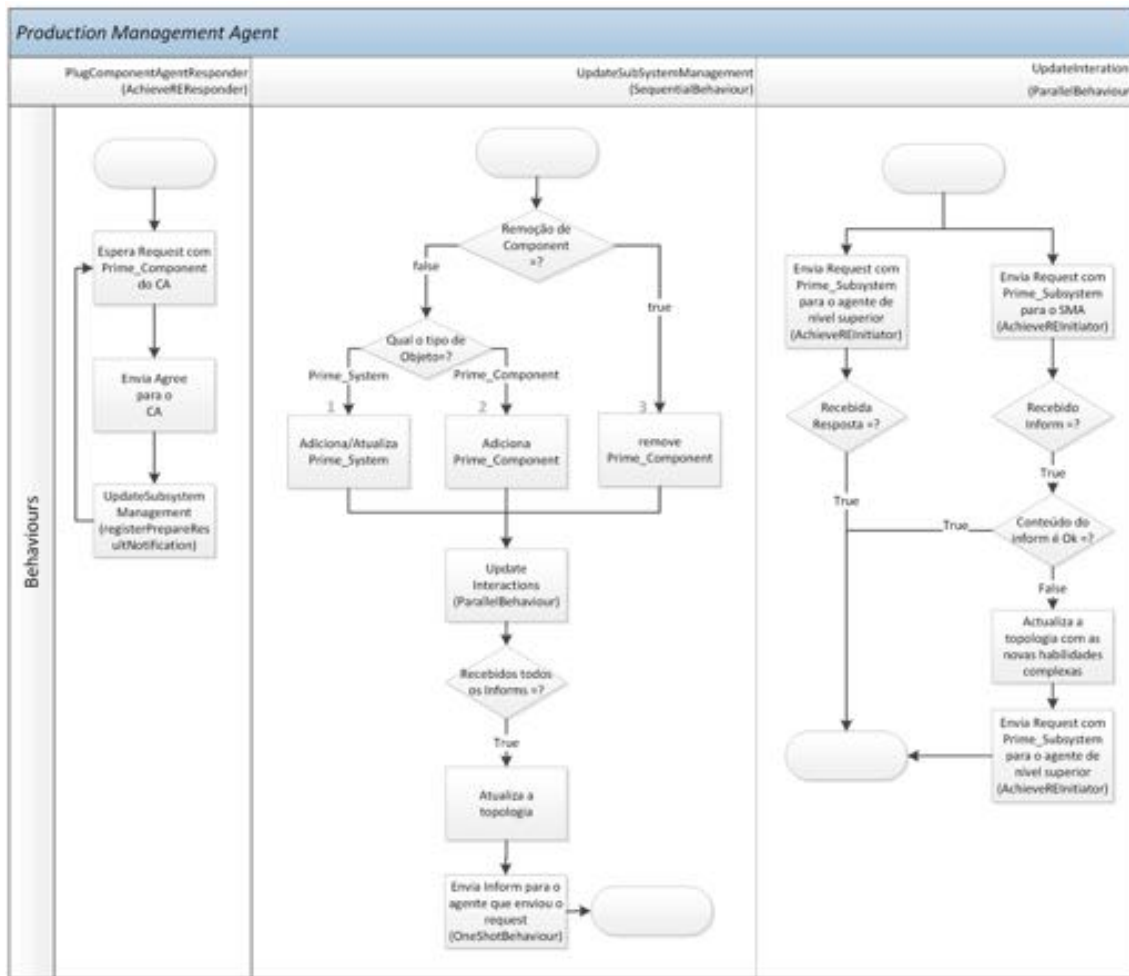 Production Management Agent
PlugComponentAgentResponder
(AchieveREResponder)
UpdateSubSystemManagement
(SequentialBehaviour)
UpdateInteration
(ParallelBehaviour
Behaviours
Espera Request com
Prime_Component
do CA
Envia Agree
para o
CA
UpdateSubsystem
Management
(registerPrepareRes
ultNotification)
Remoção de
Component
=?
false
true
Qual o tipo de
Objeto=?
Prime_System
Prime_Component
1
2
3
Adiciona/Atualiza
Prime_System
Adiciona
Prime_Component
remove
Prime_Component
Update
Interactions
(ParallelBehaviour)
Recebidos todos
os Informs =?
True
Atualiza a
topologia
Envia Inform para o
agente que enviou o
request
(OneShotBehaviour)
Envia Request com
Prime_Subsystem
para o agente de
nível superior
(AchieveREInitiator)
Envia Request com
Prime_Subsystem
para o SMA
(AchieveREInitiator)
Recebida
Resposta =?
Recebido
Inform =?
True
True
True
Conteúdo do
inform é Ok =?
False
Actualiza a
topologia com as
novas habilidades
complexas
Envia Request com
Prime_Subsystem
para o agente de
nível superior
(AchieveREInitiator)